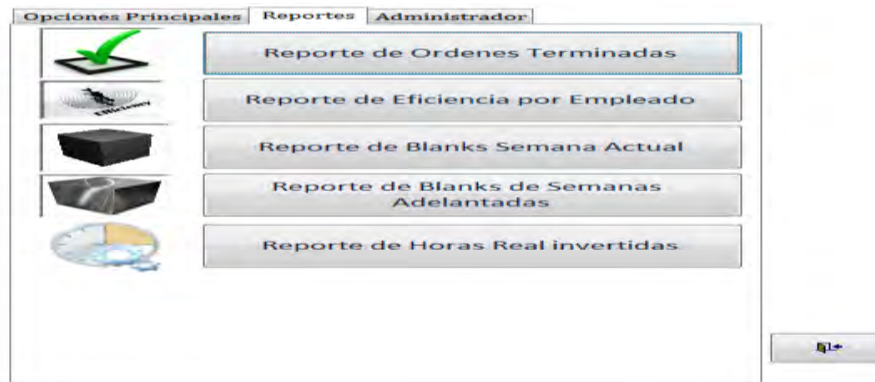 Opciones Principales Reportes Administrador
Reporte de Ordenes Terminadas
Efficiency
Reporte de Eficiencia por Empleado
Reporte de Blanks Semana Actual
Reporte de Blanks de Semanas
Adelantadas
Reporte de Horas Real invertidas